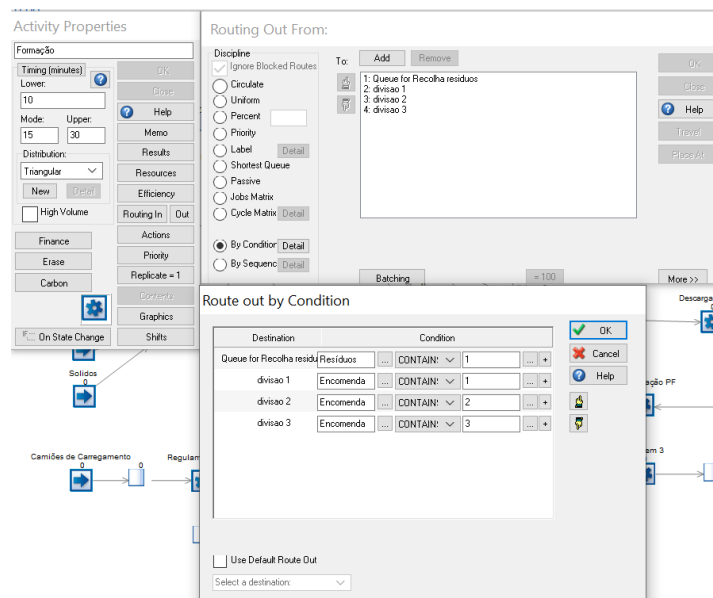 Activity Properties
Formação
Timing (minutes)
Lower:
10
Mode:
Upper:
15
30
Distribution:
Triangular
New
Detail
High Volume
Finance
Erase
Carbon
On State Change
OK
Close
Help
Memo
Results
Resources
Efficiency
Routing In
Out
Actions
Priority
Replicate = 1
Contents
Graphics
Shifts
Routing Out From:
Discipline
Ignore Blocked Routes
Circulate
Uniform
Percent
Priority
Label
Detail
Shortest Queue
Passive
Jobs Matrix
Cycle Matrix
Detail
By Condition
Detail
By Sequenc
Detail
To:
Add
Remove
1: Queue for Recolha residuos
2: divisao 1
3: divisao 2
4: divisao 3
Batching
= 100
OK
Close
Help
Travel
Place At
More >>
Route out by Condition
Destination
Condition
Queue for Recolha residu
Resíduos
...
CONTAIN:
1
...
+
divisao 1
Encomenda
...
CONTAIN:
1
...
+
divisao 2
Encomenda
...
CONTAIN:
2
...
+
divisao 3
Encomenda
...
CONTAIN:
3
...
+
Use Default Route Out
Select a destination:
OK
Cancel
Help
Solidos
0
Camiões de Carregamento
0
0
Regulam
Descarga
ação PF
em 3